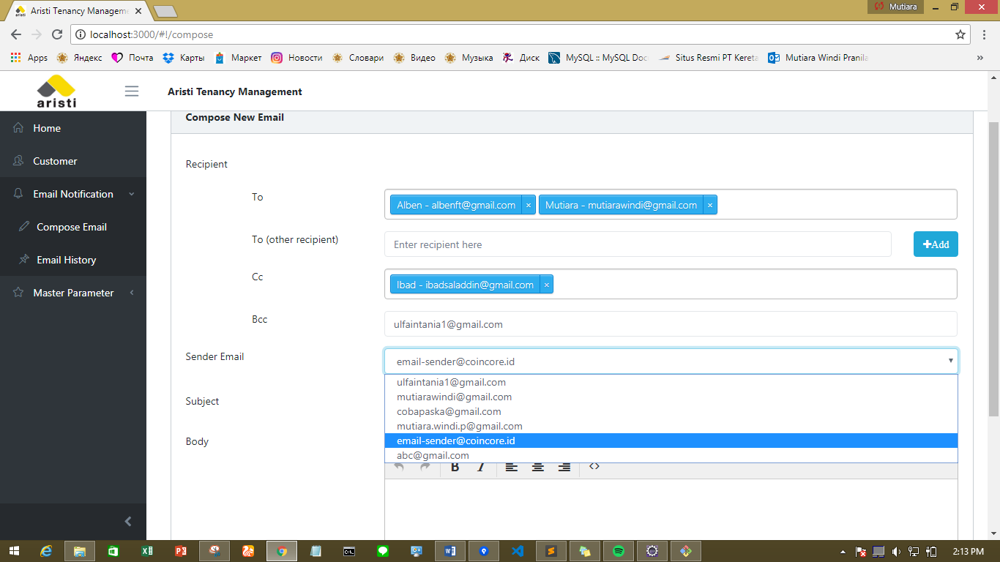 Aristi Tenancy Manageme
Mutiara
localhost:3000/#!/compose
Apps Яндекс Почта Карты Маркет Новости Словари Видео Музыка Диск MySQL :: MySQL Doc Situs Resmi PT Kereta Mutiara Windi Pranila »
aristi
Aristi Tenancy Management
Compose New Email
Home
Customer
Email Notification
Compose Email
Email History
Master Parameter
Recipient
To
Alben - albenft@gmail.com × Mutiara - mutiarawindi@gmail.com ×
To (other recipient)
Enter recipient here
+Add
Cc
Ibad - ibadsaladdin@gmail.com ×
Bcc
ulfaintania1@gmail.com
Sender Email
email-sender@coincore.id
ulfaintania1@gmail.com
mutiarawindi@gmail.com
cobapaska@gmail.com
mutiara.windi.p@gmail.com
email-sender@coincore.id
abc@gmail.com
Subject
Body
B I <>
2:13 PM